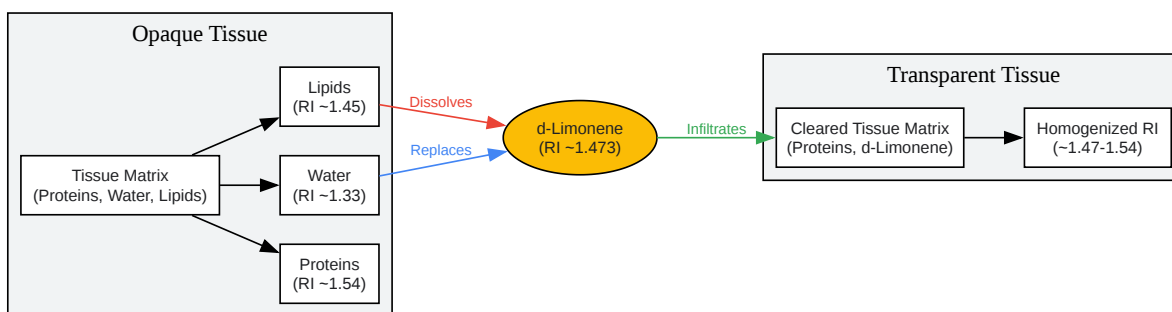 Opaque Tissue
Tissue Matrix
(Proteins, Water, Lipids)
Lipids
(RI ~1.45)
Water
(RI ~1.33)
Proteins
(RI ~1.54)
Dissolves
Replaces
d-Limonene
(RI ~1.473)
Infiltrates
Transparent Tissue
Cleared Tissue Matrix
(Proteins, d-Limonene)
Homogenized RI
(~1.47-1.54)